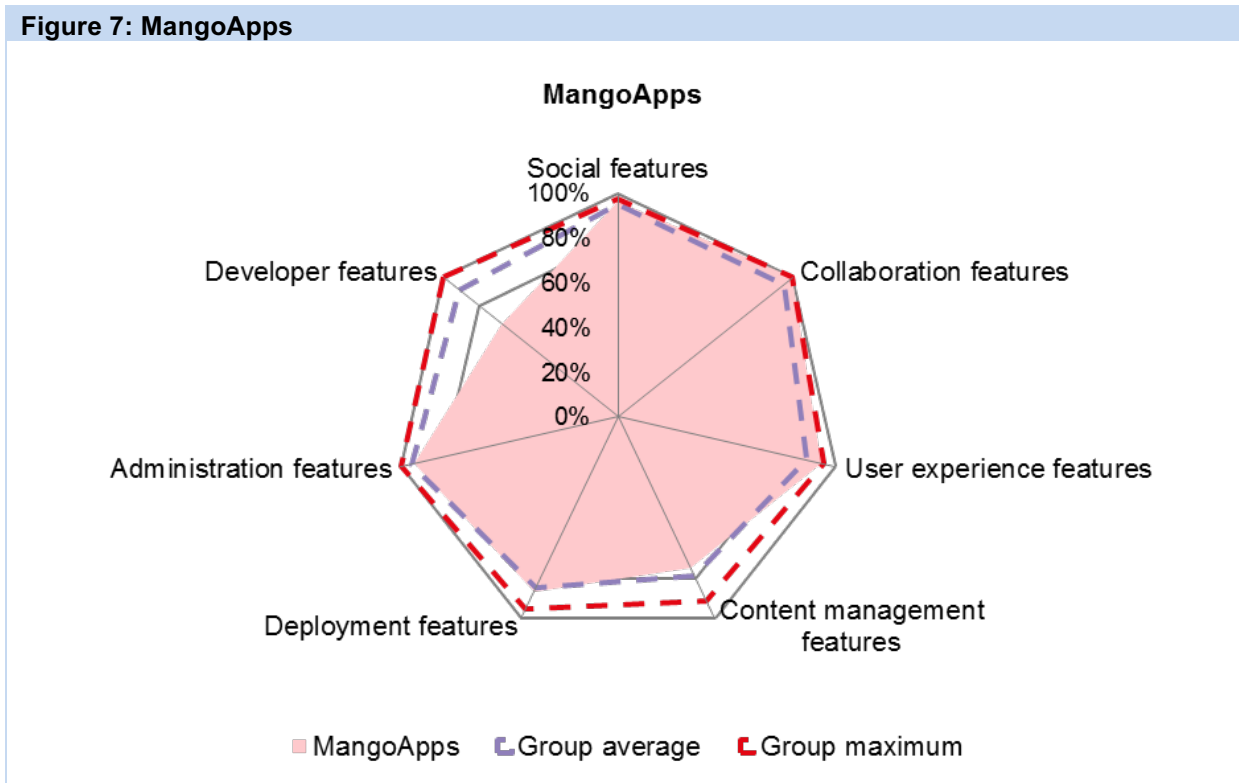 Figure 7: MangoApps
MangoApps
Social features
100%
80%
60%
40%
20%
0%
Developer features
Collaboration features
Administration features
User experience features
Deployment features
Content management
features
MangoApps
Group average
Group maximum